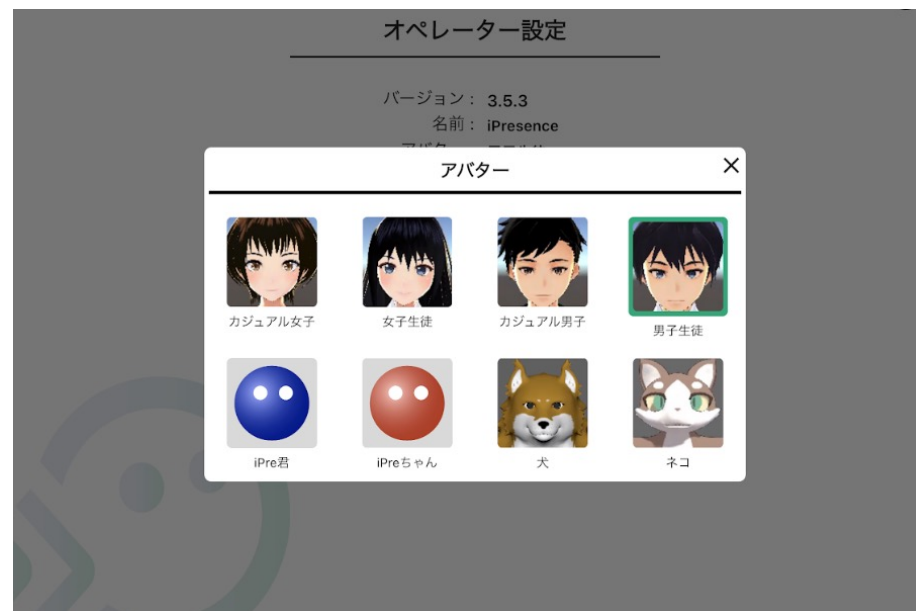 オペレーター設定
バージョン： 3.5.3
名前： iPresence
アバター
カジュアル女子
女子生徒
カジュアル男子
男子生徒
iPre君
iPreちゃん
犬
ネコ